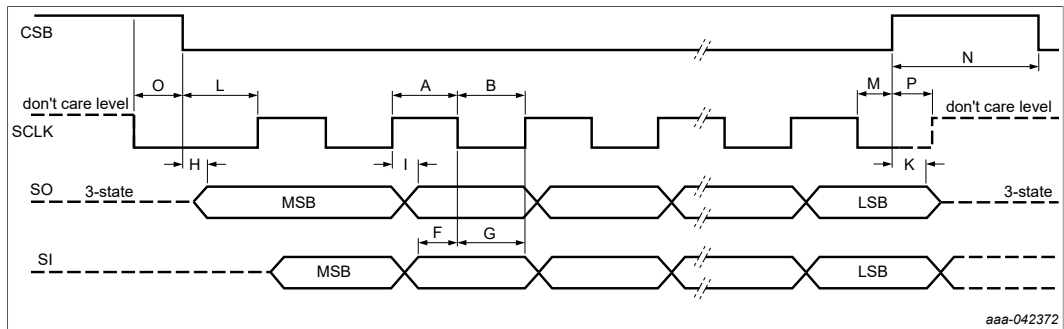 CSB
N
O L A B M P
don't care level
don't care level
SCLK
H I K
SO
3-state
MSB
LSB
3-state
F G
SI
MSB
LSB
aaa-042372